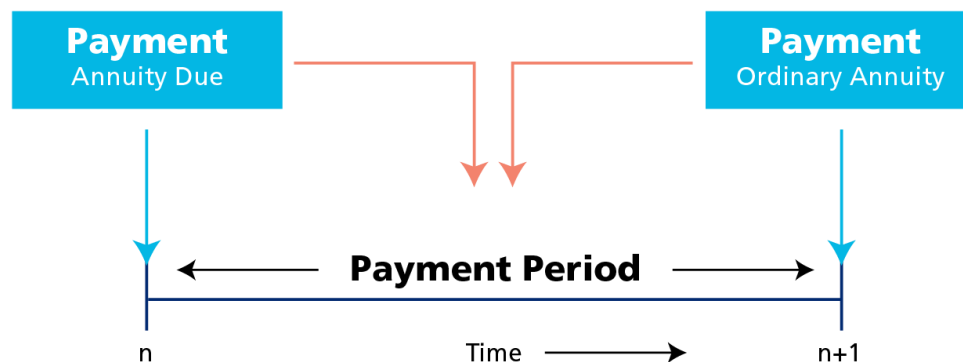 Payment
Annuity Due
Payment
Ordinary Annuity
Payment Period
n
Time
n+1